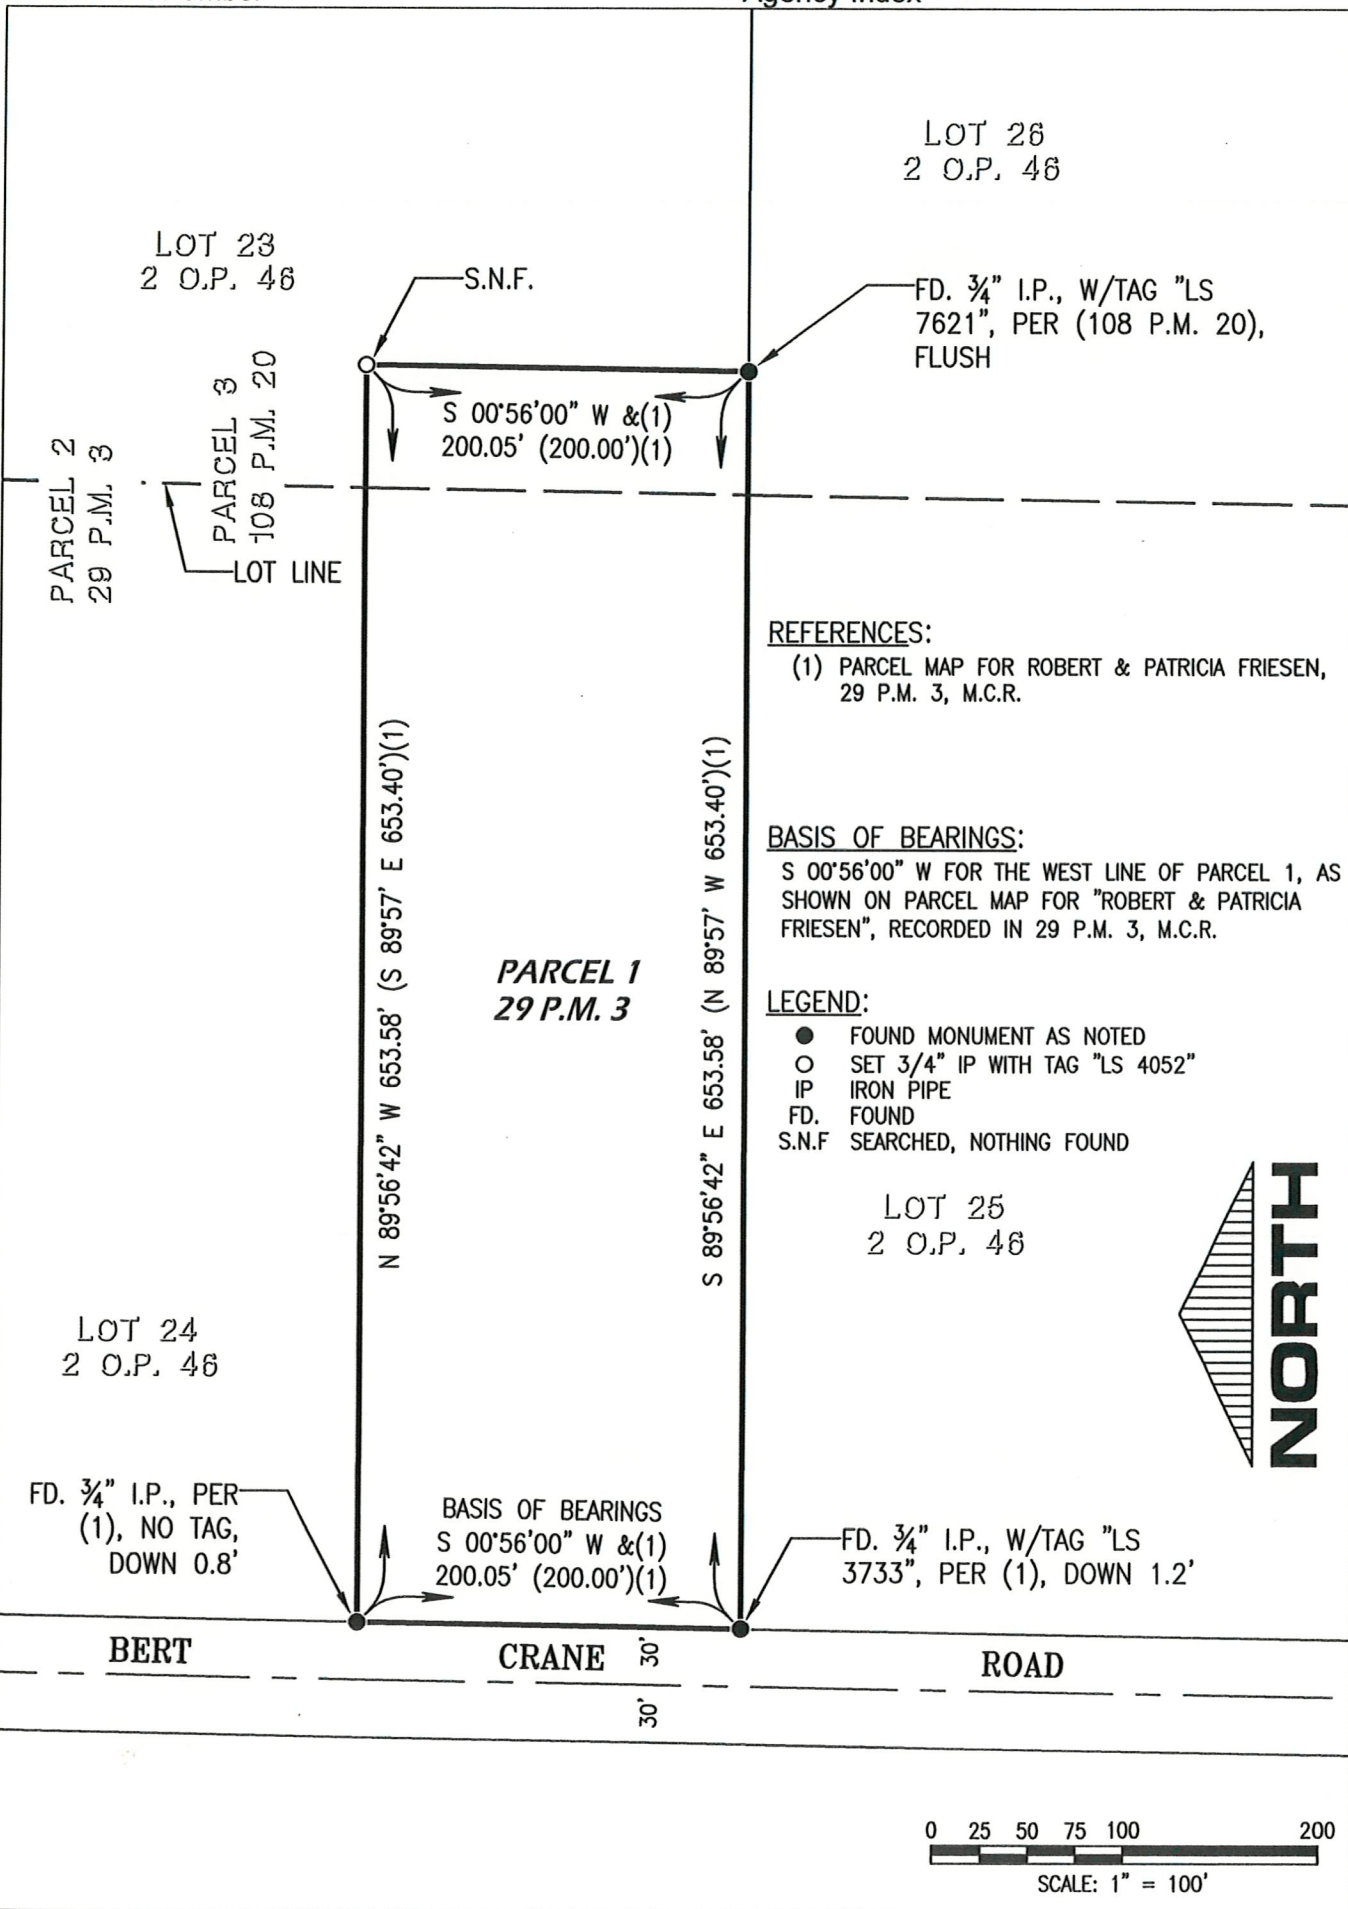 Agency Index
LOT 26
2 O.P. 46
LOT 23
2 O.P. 46
S.N.F.
FD. ¾" I.P., W/TAG "LS
7621", PER (108 P.M. 20),
FLUSH
PARCEL 3
108 P.M. 20
S 00°56'00" W &(1)
200.05' (200.00')(1)
PARCEL 2
29 P.M. 3
LOT LINE
REFERENCES:
(1) PARCEL MAP FOR ROBERT & PATRICIA FRIESEN,
29 P.M. 3, M.C.R.
N 89°56'42" W 653.58' (S 89°57' E 653.40')(1)
S 89°56'42" E 653.58' (N 89°57' W 653.40')(1)
BASIS OF BEARINGS:
S 00°56'00" W FOR THE WEST LINE OF PARCEL 1, AS
SHOWN ON PARCEL MAP FOR "ROBERT & PATRICIA
FRIESEN", RECORDED IN 29 P.M. 3, M.C.R.
PARCEL 1
29 P.M. 3
LEGEND:
FOUND MONUMENT AS NOTED
SET 3/4" IP WITH TAG "LS 4052"
IP IRON PIPE
FD. FOUND
S.N.F SEARCHED, NOTHING FOUND
LOT 25
2 O.P. 46
NORTH
LOT 24
2 O.P. 46
FD. ¾" I.P., PER
(1), NO TAG,
DOWN 0.8'
BASIS OF BEARINGS
S 00°56'00" W &(1)
200.05' (200.00')(1)
FD. ¾" I.P., W/TAG "LS
3733", PER (1), DOWN 1.2'
BERT CRANE 30' ROAD
30'
0 25 50 75 100 200
SCALE: 1" = 100'